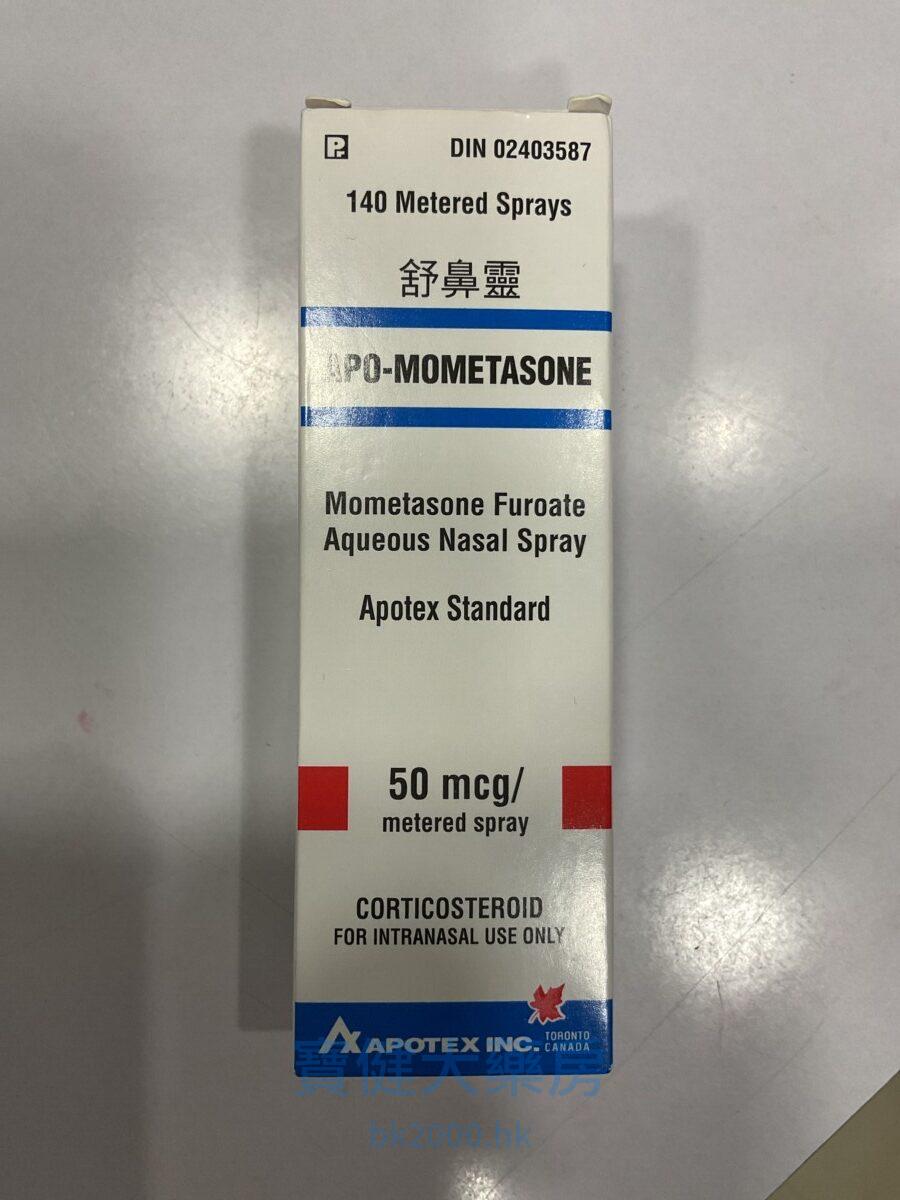 P
DIN 02403587
140 Metered Sprays
舒鼻靈
APO-MOMETASONE
Mometasone Furoate
Aqueous Nasal Spray
Apotex Standard
50 mcg/
metered spray
CORTICOSTEROID
FOR INTRANASAL USE ONLY
APOTEX INC. TORONTO
CANADA
寶健大藥房
bk2000.hk